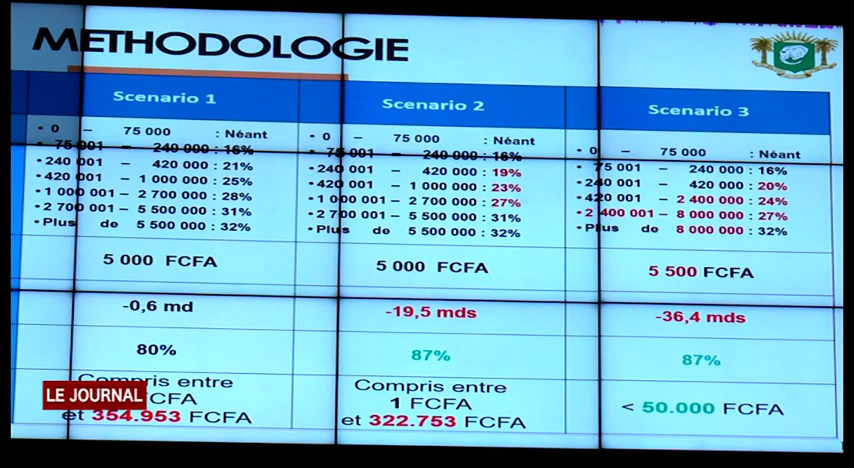 METHODOLOGIE
Scenario 1
• 0 – 75 000 : Néant
• 75 001 – 240 000 : 16%
• 240 001 – 420 000 : 21%
• 420 001 – 1 000 000 : 25%
• 1 000 001 – 2 700 000 : 28%
• 2 700 001 – 5 500 000 : 31%
• Plus de 5 500 000 : 32%
5 000 FCFA
-0,6 md
80%
Compris entre
FCFA
et 354.953 FCFA
Scenario 2
• 0 – 75 000 : Néant
• 75 001 – 240 000 : 16%
• 240 001 – 420 000 : 19%
• 420 001 – 1 000 000 : 23%
• 1 000 001 – 2 700 000 : 27%
• 2 700 001 – 5 500 000 : 31%
• Plus de 5 500 000 : 32%
5 000 FCFA
-19,5 mds
87%
Compris entre
1 FCFA
et 322.753 FCFA
Scenario 3
• 0 – 75 000 : Néant
• 75 001 – 240 000 : 16%
• 240 001 – 420 000 : 20%
• 420 001 – 2 400 000 : 24%
• 2 400 001 – 8 000 000 : 27%
• Plus de 8 000 000 : 32%
5 500 FCFA
-36,4 mds
87%
< 50.000 FCFA
LE JOURNAL